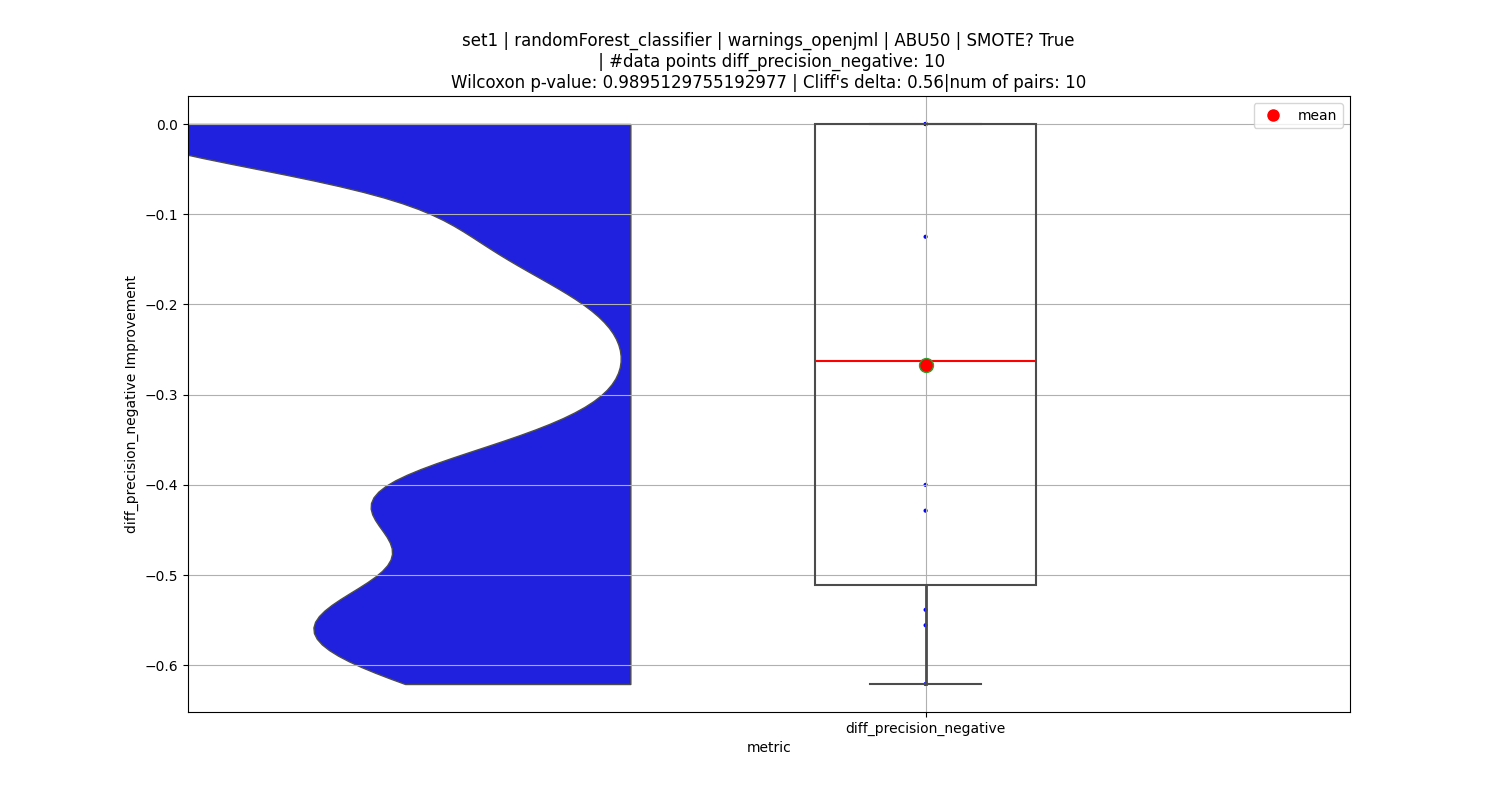 set1 | randomForest_classifier | warnings_openjml | ABU50 | SMOTE? True
| #data points diff_precision_negative: 10
Wilcoxon p-value: 0.9895129755192977 | Cliff's delta: 0.56|num of pairs: 10
mean
0.0
−0.1
−0.2
−0.3
−0.4
−0.5
−0.6
diff_precision_negative Improvement
diff_precision_negative
metric